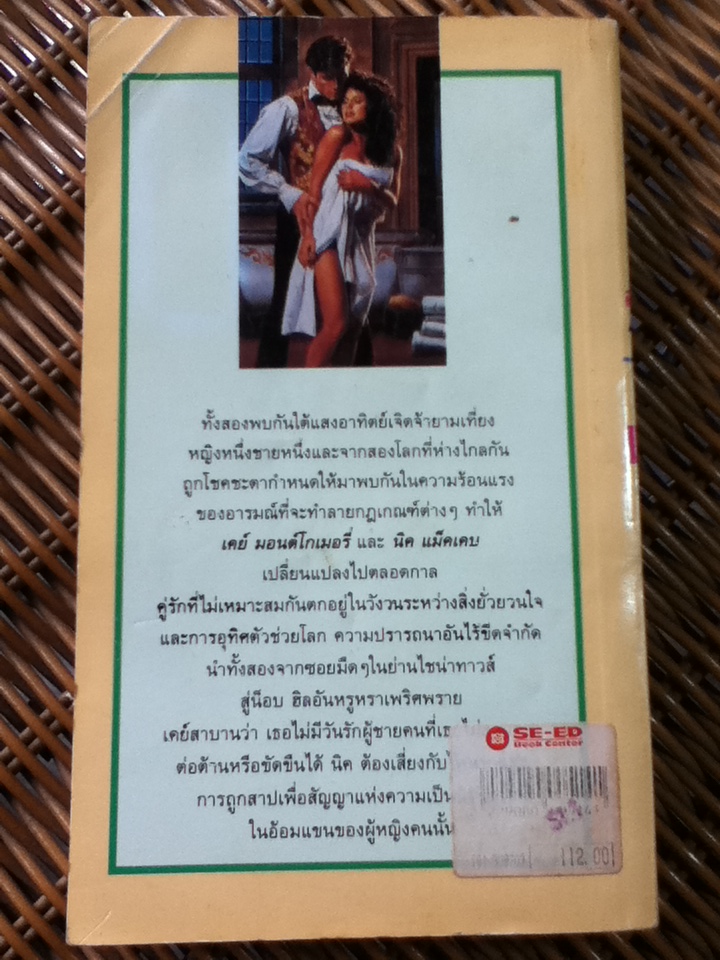 ทั้งสองพบกันใต้แสงอาทิตย์เจิดจ้ายามเที่ยง
หญิงหนึ่งชายหนึ่งและจากสองโลกที่ห่างไกลกัน
ถูกโชคชะตากำหนดให้มาพบกันในความร้อนแรง
ของอารมณ์ที่จะทำลายกฎเกณฑ์ต่างๆ ทำให้
เคย์ มอนต์โกเมอรี่ และ นิค แม็คเคบ
เปลี่ยนแปลงไปตลอดกาล
คู่รักที่ไม่เหมาะสมกันตกอยู่ในวังวนระหว่างสิ่งยั่วยวนใจ
และการอุทิศตัวช่วยโลก ความปรารถนาอันไร้ขีดจำกัด
นำทั้งสองจากซอยมืดๆในย่านไชน่าทาวส์
สู่น็อบ ฮิลอันหรูหราเพริศพราย
เคย์สาบานว่า เธอไม่มีวันรักผู้ชายคนที่เธอ
ต่อต้านหรือขัดขืนได้ นิค ต้องเสี่ยงกับ
การถูกสาปเพื่อสัญญาแห่งความเป็น
ในอ้อมแขนของผู้หญิงคนนั้น
SE-ED
Book Center
112.00